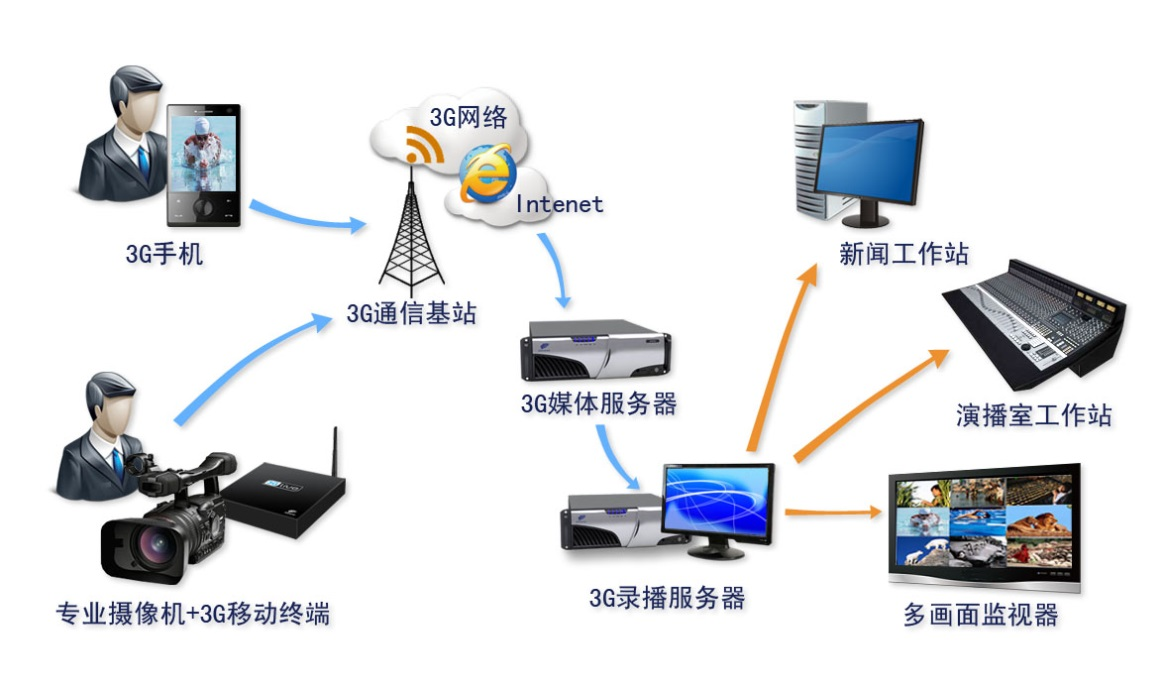 3G网络
Intenet
3G手机
3G通信基站
新闻工作站
3G媒体服务器
演播室工作站
3G录播服务器
专业摄像机+3G移动终端
多画面监视器